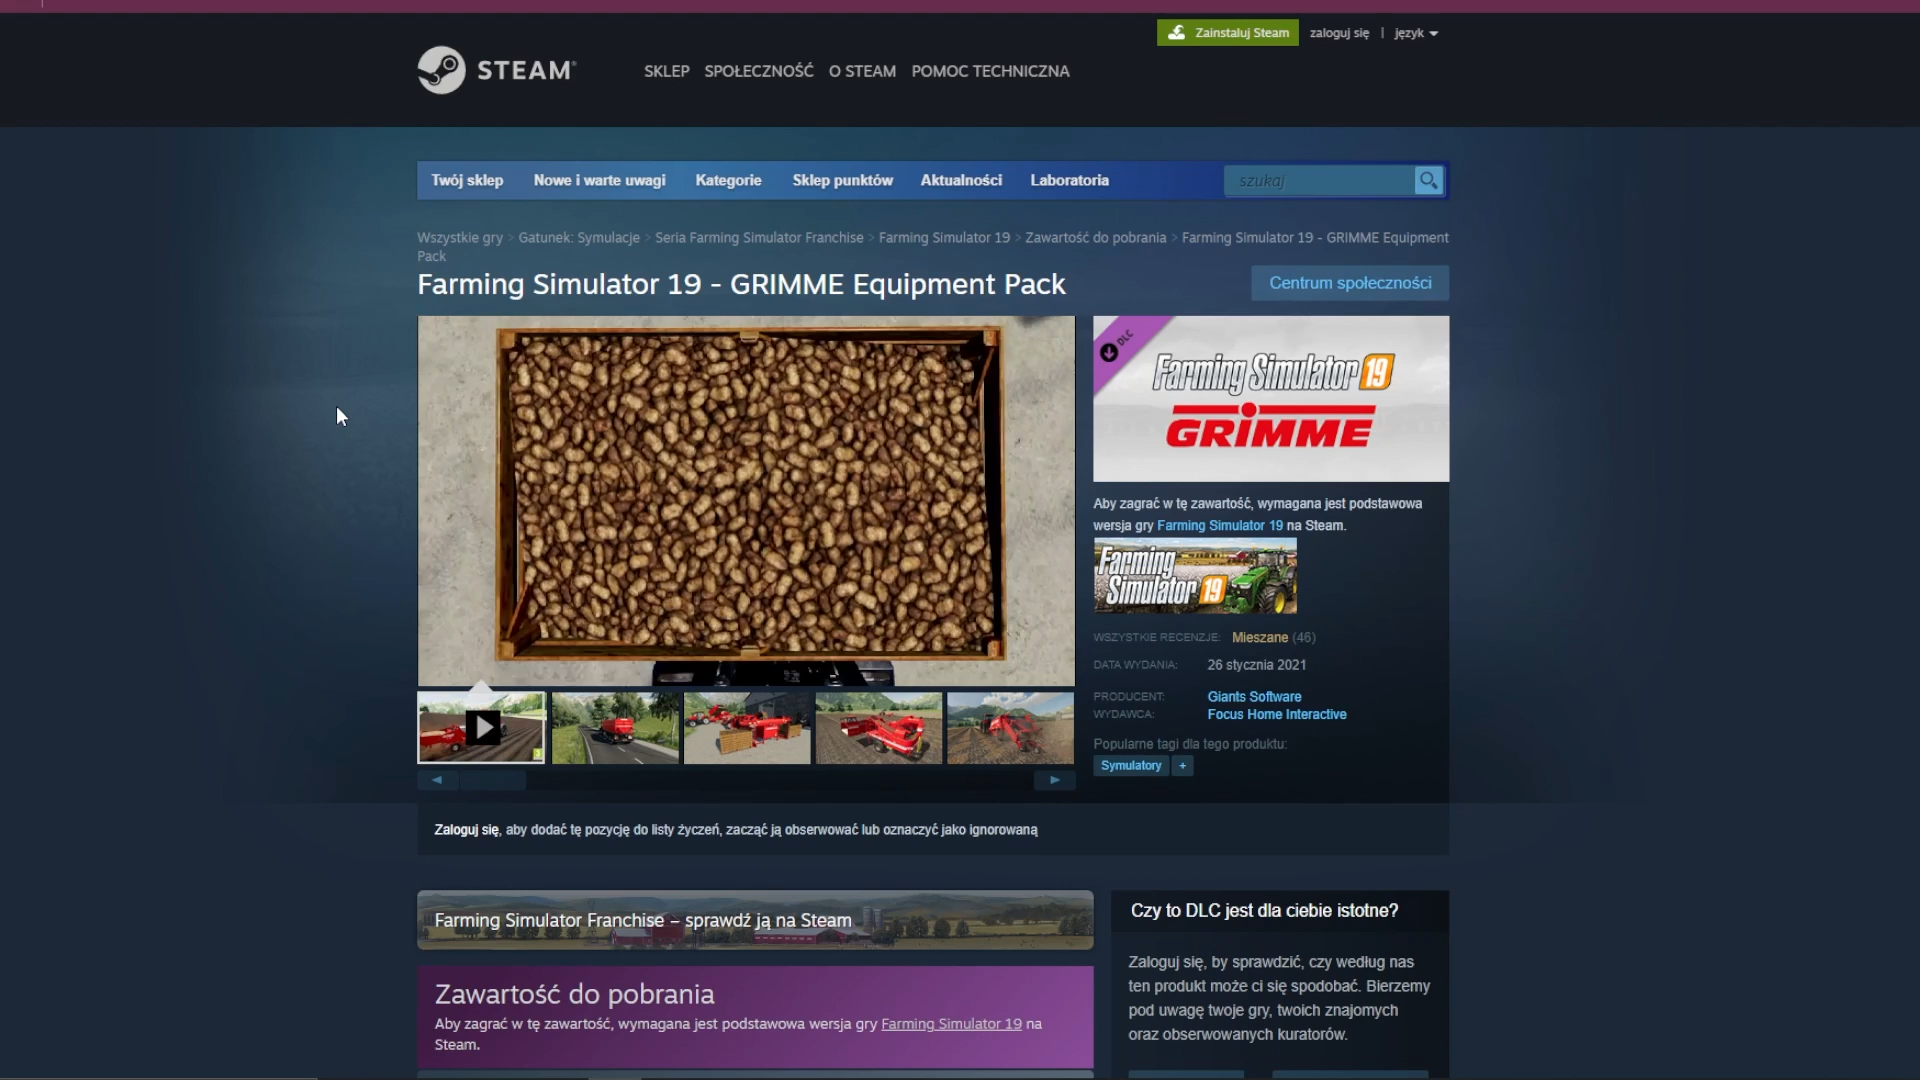 Zainstaluj Steam
zaloguj się | język
STEAM®
SKLEP SPOŁECZNOŚĆ O STEAM POMOC TECHNICZNA
Twój sklep Nowe i warte uwagi Kategorie Sklep punktów Aktualności Laboratoria szukaj
Wszystkie gry > Gatunek: Symulacje > Seria Farming Simulator Franchise > Farming Simulator 19 > Zawartość do pobrania > Farming Simulator 19 - GRIMME Equipment
Pack
Farming Simulator 19 - GRIMME Equipment Pack
Centrum społeczności
DLC
Farming Simulator 19
GRIMME
Aby zagrać w tę zawartość, wymagana jest podstawowa
wersja gry Farming Simulator 19 na Steam.
Farming
Simulator 19
WSZYSTKIE RECENZJE: Mieszane (46)
DATA WYDANIA: 26 stycznia 2021
PRODUCENT: Giants Software
WYDAWCA: Focus Home Interactive
Popularne tagi dla tego produktu:
Symulatory +
Zaloguj się, aby dodać tę pozycję do listy życzeń, zacząć ją obserwować lub oznaczyć jako ignorowaną
Farming Simulator Franchise – sprawdź ją na Steam
Zawartość do pobrania
Aby zagrać w tę zawartość, wymagana jest podstawowa wersja gry Farming Simulator 19 na
Steam.
Czy to DLC jest dla ciebie istotne?
Zaloguj się, by sprawdzić, czy według nas
ten produkt może ci się spodobać. Bierzemy
pod uwagę twoje gry, twoich znajomych
oraz obserwowanych kuratorów.